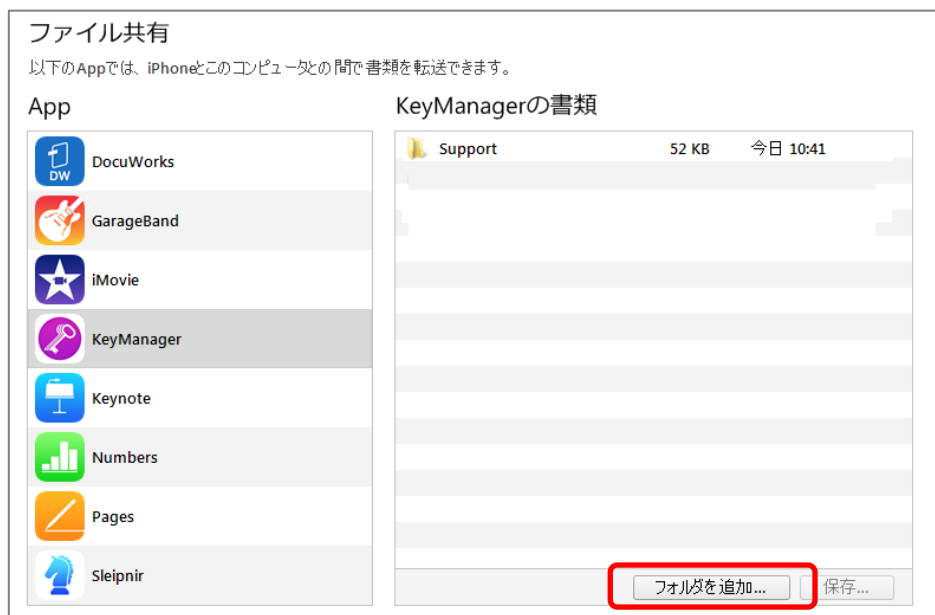 ファイル共有
以下のAppでは、iPhoneとこのコンピュータとの間で書類を転送できます。
App
KeyManagerの書類
DocuWorks
GarageBand
iMovie
KeyManager
Keynote
Numbers
Pages
Sleipnir
Support 52 KB 今日 10:41
DW
フォルダを追加... 保存...